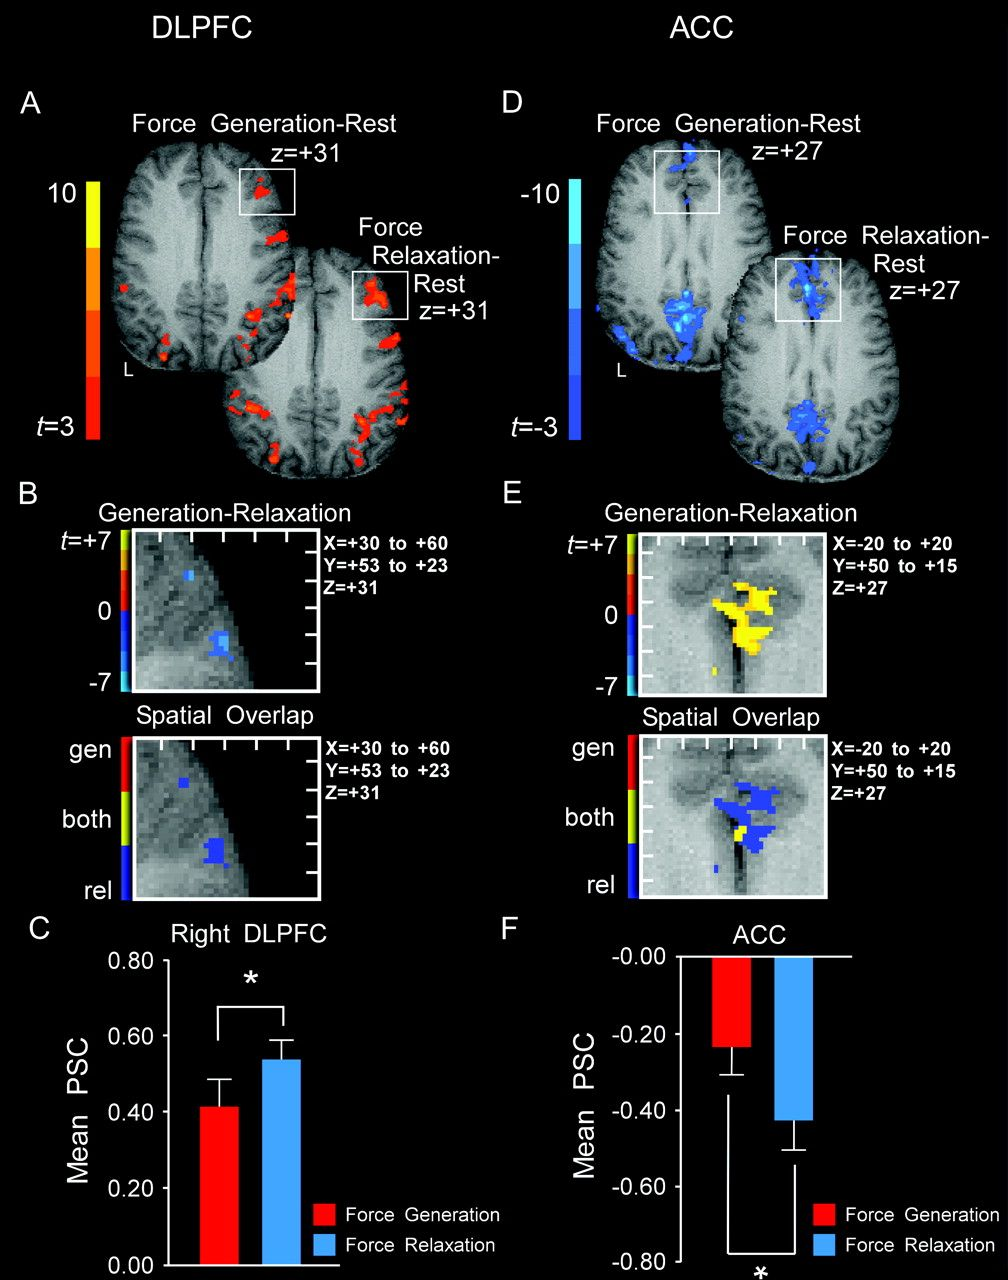 DLPFC
ACC
A
Force Generation-Rest
z=+31
10
Force
Relaxation-
Rest
z=+31
L
t=3
D
Force Generation-Rest
z=+27
-10
Force Relaxation-
Rest
z=+27
L
t=-3
B
Generation-Relaxation
t=+7
0
-7
X=+30 to +60
Y=+53 to +23
Z=+31
Spatial Overlap
gen
both
rel
X=+30 to +60
Y=+53 to +23
Z=+31
E
Generation-Relaxation
t=+7
0
-7
X=-20 to +20
Y=+50 to +15
Z=+27
Spatial Overlap
gen
both
rel
X=-20 to +20
Y=+50 to +15
Z=+27
C
Right DLPFC
0.80
0.60
0.40
0.20
0.00
Mean PSC
*
Force Generation
Force Relaxation
F
ACC
-0.00
-0.20
-0.40
-0.60
-0.80
Mean PSC
*
Force Generation
Force Relaxation